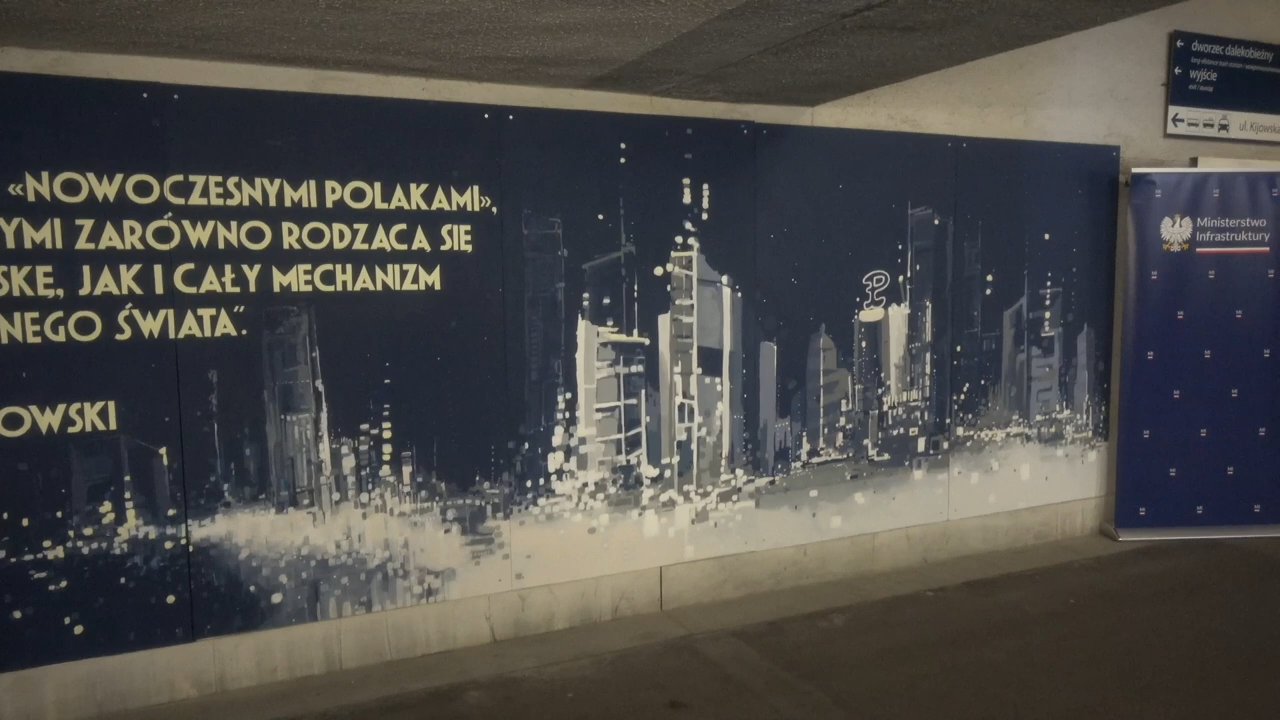 «NOWOCZESNYMI POLAKAMI»,
YMI ZARÓWNO RODZĄCA SIĘ
SKĘ, JAK I CAŁY MECHANIZM
NEGO ŚWIATA”.
OWSKI
dworzec dalekobieżny
wyjście
exit /
ul. Kijowska
Ministerstwo
Infrastruktury